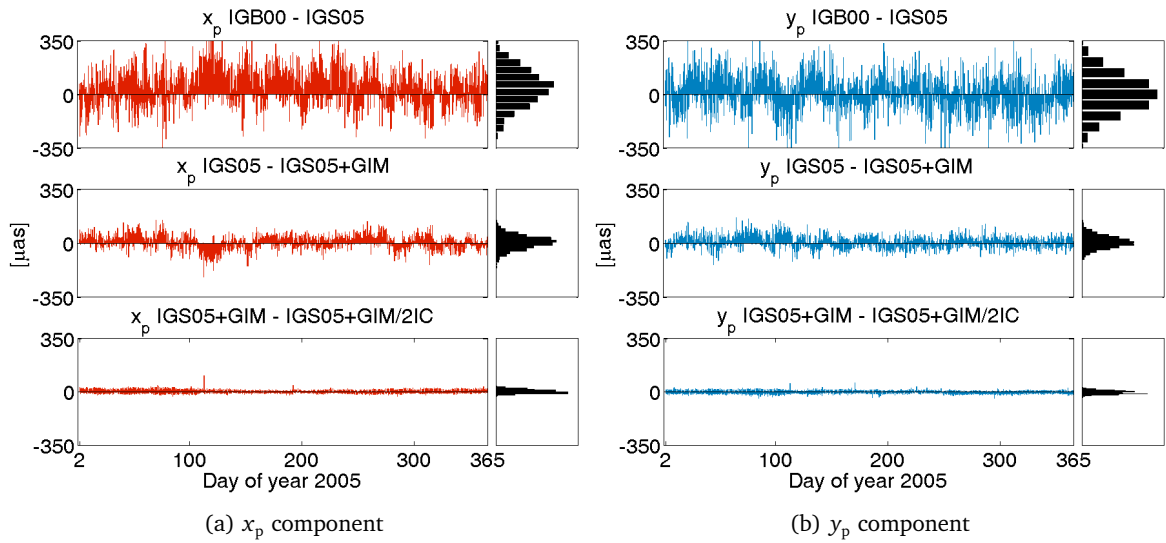 x_p IGB00 - IGS05
350
0
-350
x_p IGS05 - IGS05+GIM
350
0
-350
[µas]
x_p IGS05+GIM - IGS05+GIM/2IC
350
0
-350
2 100 200 300 365
Day of year 2005
(a) x_p component
y_p IGB00 - IGS05
350
0
-350
y_p IGS05 - IGS05+GIM
350
0
-350
[µas]
y_p IGS05+GIM - IGS05+GIM/2IC
350
0
-350
2 100 200 300 365
Day of year 2005
(b) y_p component